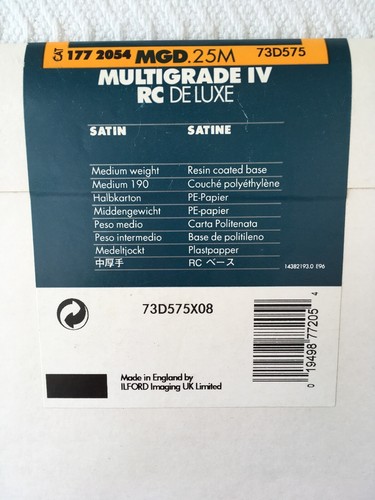 CAT 177 2054 MGD.25M 73D575
MULTIGRADE IV
RC DE LUXE
SATIN SATINE
Medium weight Resin coated base
Medium 190 Couché polyéthylène
Halbkarton PE-Papier
Middengewicht PE-papier
Peso medio Carta Politenata
Peso intermedio Base de politileno
Medeltjockt Plastpapper
中厚手 RC ベース
14382193.0 E96
73D575X08
Made in England by
ILFORD Imaging UK Limited
0 19498 77205 4